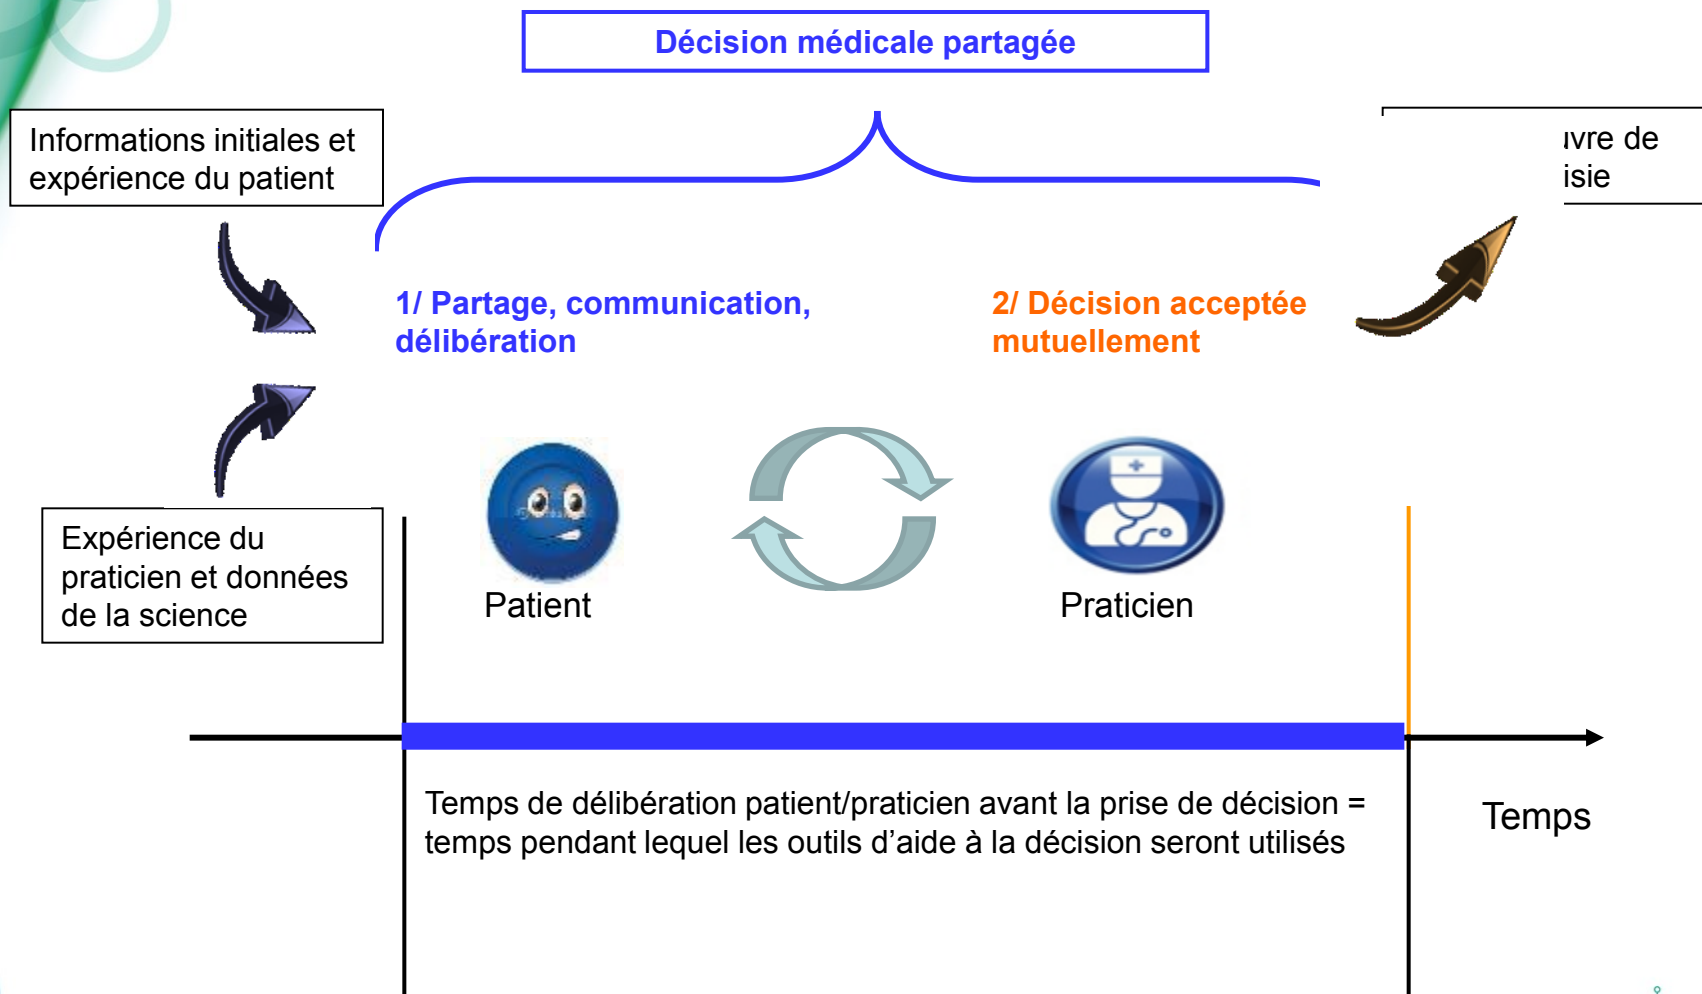 Décision médicale partagée
Informations initiales et
expérience du patient
de
1/ Partage, communication,
délibération
2/ Décision acceptée
mutuellement
Expérience du
praticien et données
de la science
Patient
Praticien
Temps de délibération patient/praticien avant la prise de décision =
temps pendant lequel les outils d’aide à la décision seront utilisés
Temps